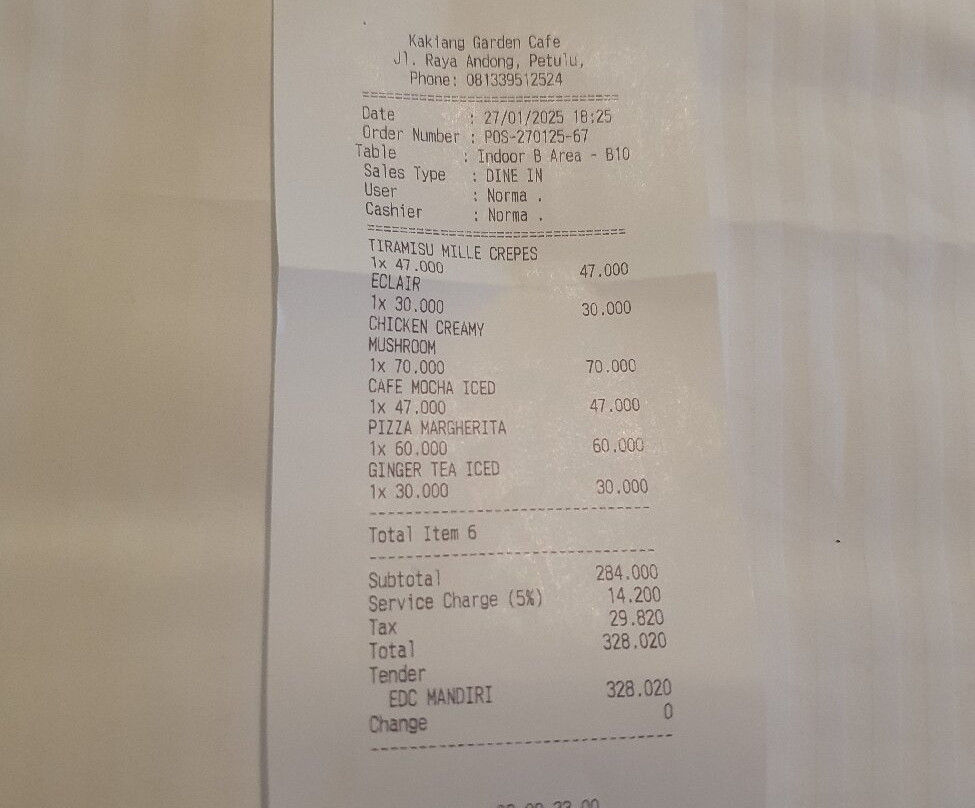 Kakiang Garden Cafe
Jl. Raya Andong, Petulu,
Phone: 081339512524
================================
Date : 27/01/2025 18:25
Order Number : POS-270125-67
Table : Indoor B Area - B10
Sales Type : DINE IN
User : Norma .
Cashier : Norma .
================================
TIRAMISU MILLE CREPES
1x 47.000 47.000
ECLAIR
1x 30.000 30.000
CHICKEN CREAMY
MUSHROOM
1x 70.000 70.000
CAFE MOCHA ICED
1x 47.000 47.000
PIZZA MARGHERITA
1x 60.000 60.000
GINGER TEA ICED
1x 30.000 30.000
--------------------------------
Total Item 6
--------------------------------
Subtotal 284.000
Service Charge (5%) 14.200
Tax 29.820
Total 328.020
Tender
EDC MANDIRI 328.020
Change 0
--------------------------------